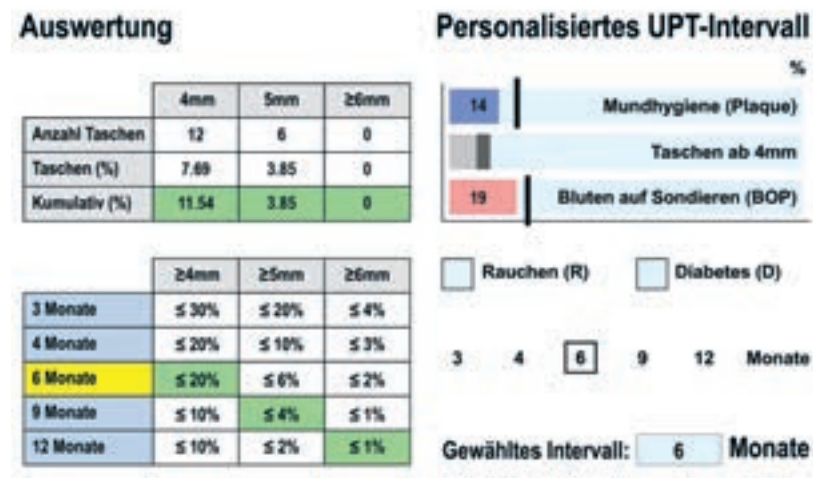 Auswertung
4mm 5mm ≥6mm
Anzahl Taschen 12 6 0
Taschen (%) 7.69 3.85 0
Kumulativ (%) 11.54 3.85 0
≥4mm ≥5mm ≥6mm
3 Monate ≤ 30% ≤ 20% ≤ 4%
4 Monate ≤ 20% ≤ 10% ≤ 3%
6 Monate ≤ 20% ≤ 6% ≤ 2%
9 Monate ≤ 10% ≤ 4% ≤ 1%
12 Monate ≤ 10% ≤ 2% ≤ 1%
Personalisiertes UPT-Intervall
%
14 Mundhygiene (Plaque)
Taschen ab 4mm
19 Bluten auf Sondieren (BOP)
Rauchen (R) Diabetes (D)
3 4 6 9 12 Monate
Gewähltes Intervall: 6 Monate